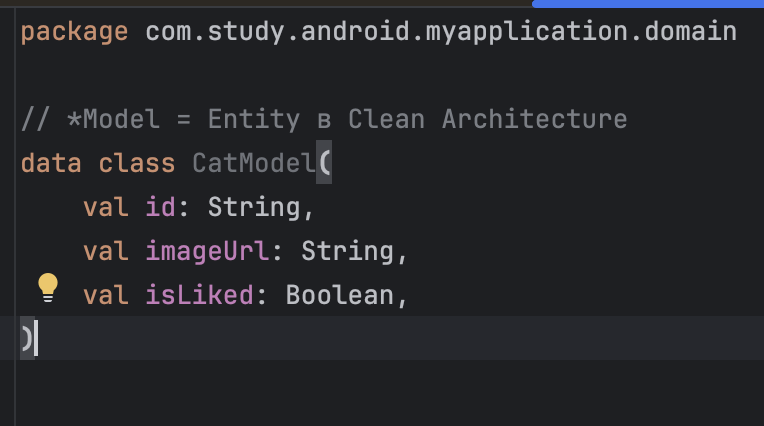 package com.study.android.myapplication.domain
// *Model = Entity в Clean Architecture
data class CatModel(
val id: String,
val imageUrl: String,
val isLiked: Boolean,
)